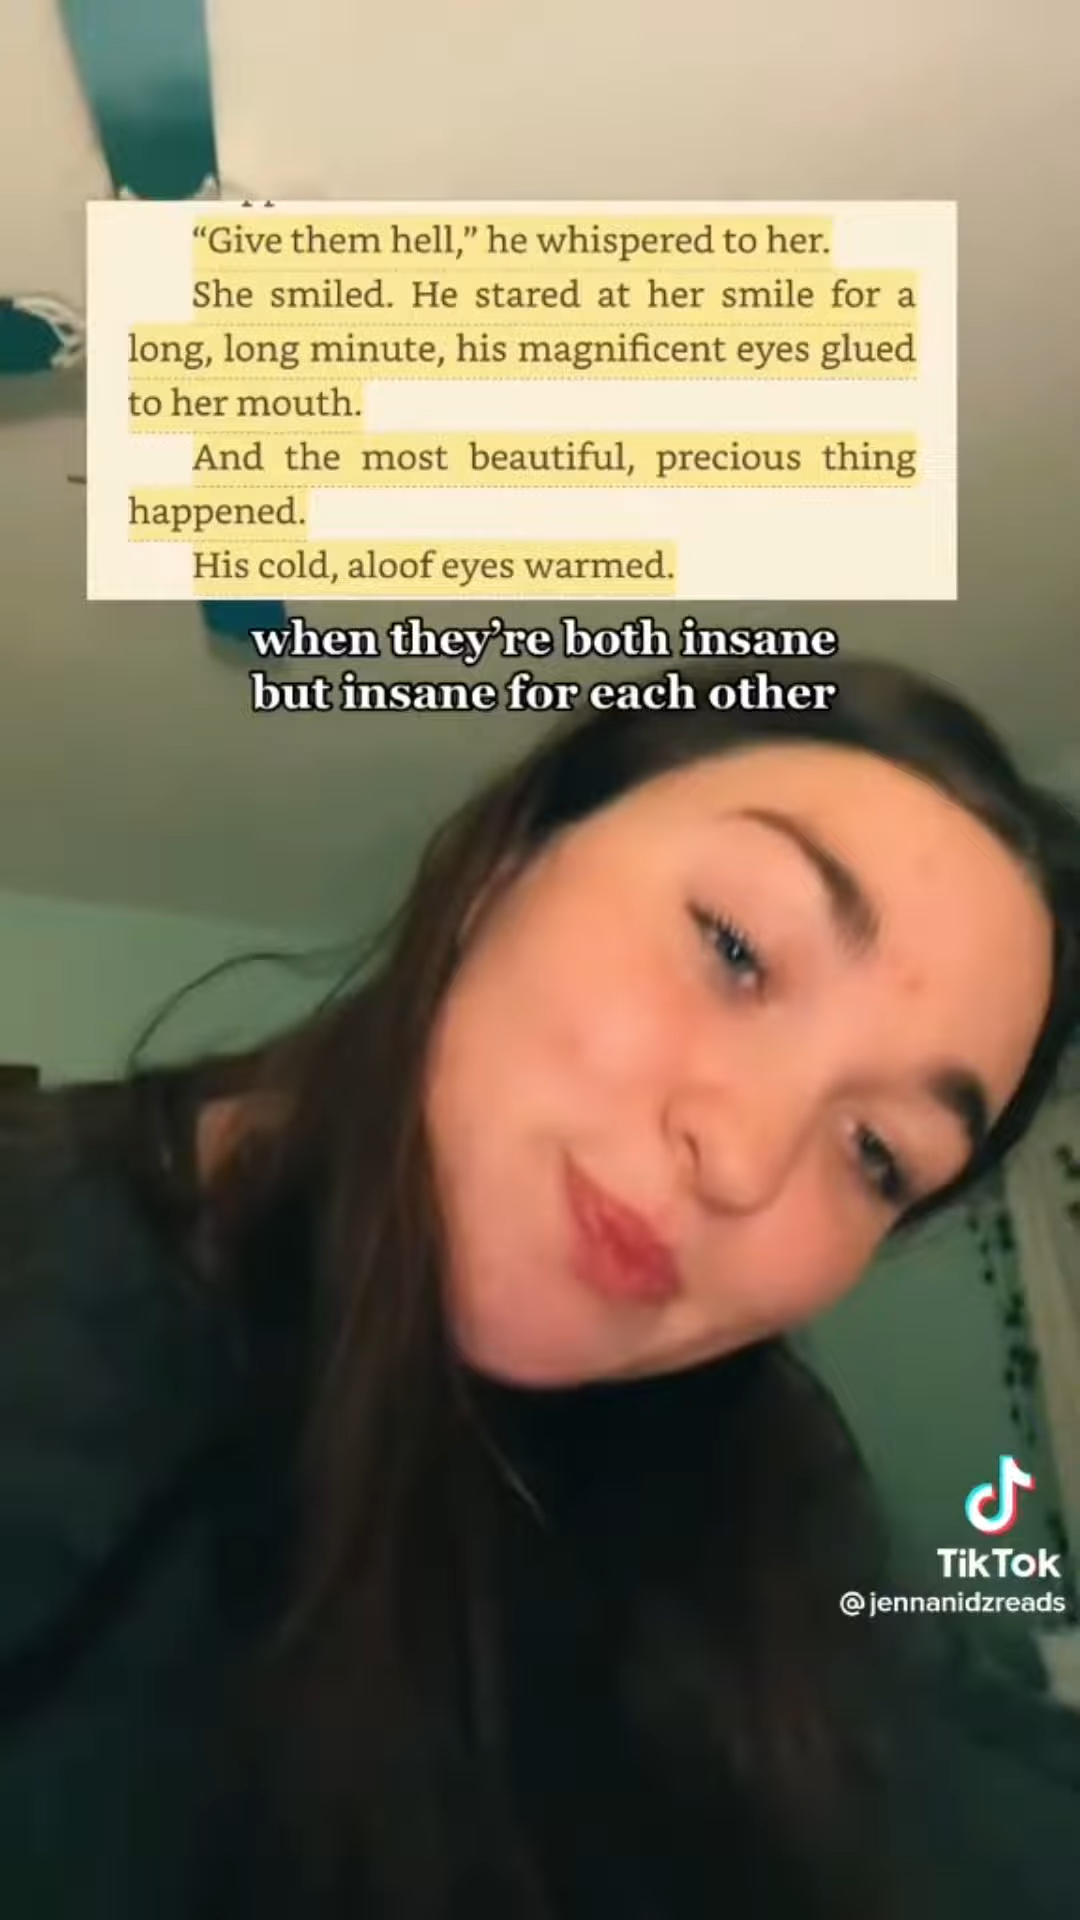 “Give them hell,” he whispered to her.
She smiled. He stared at her smile for a
long, long minute, his magnificent eyes glued
to her mouth.
And the most beautiful, precious thing
happened.
His cold, aloof eyes warmed.
when they’re both insane
but insane for each other
TikTok
@jennanidzreads